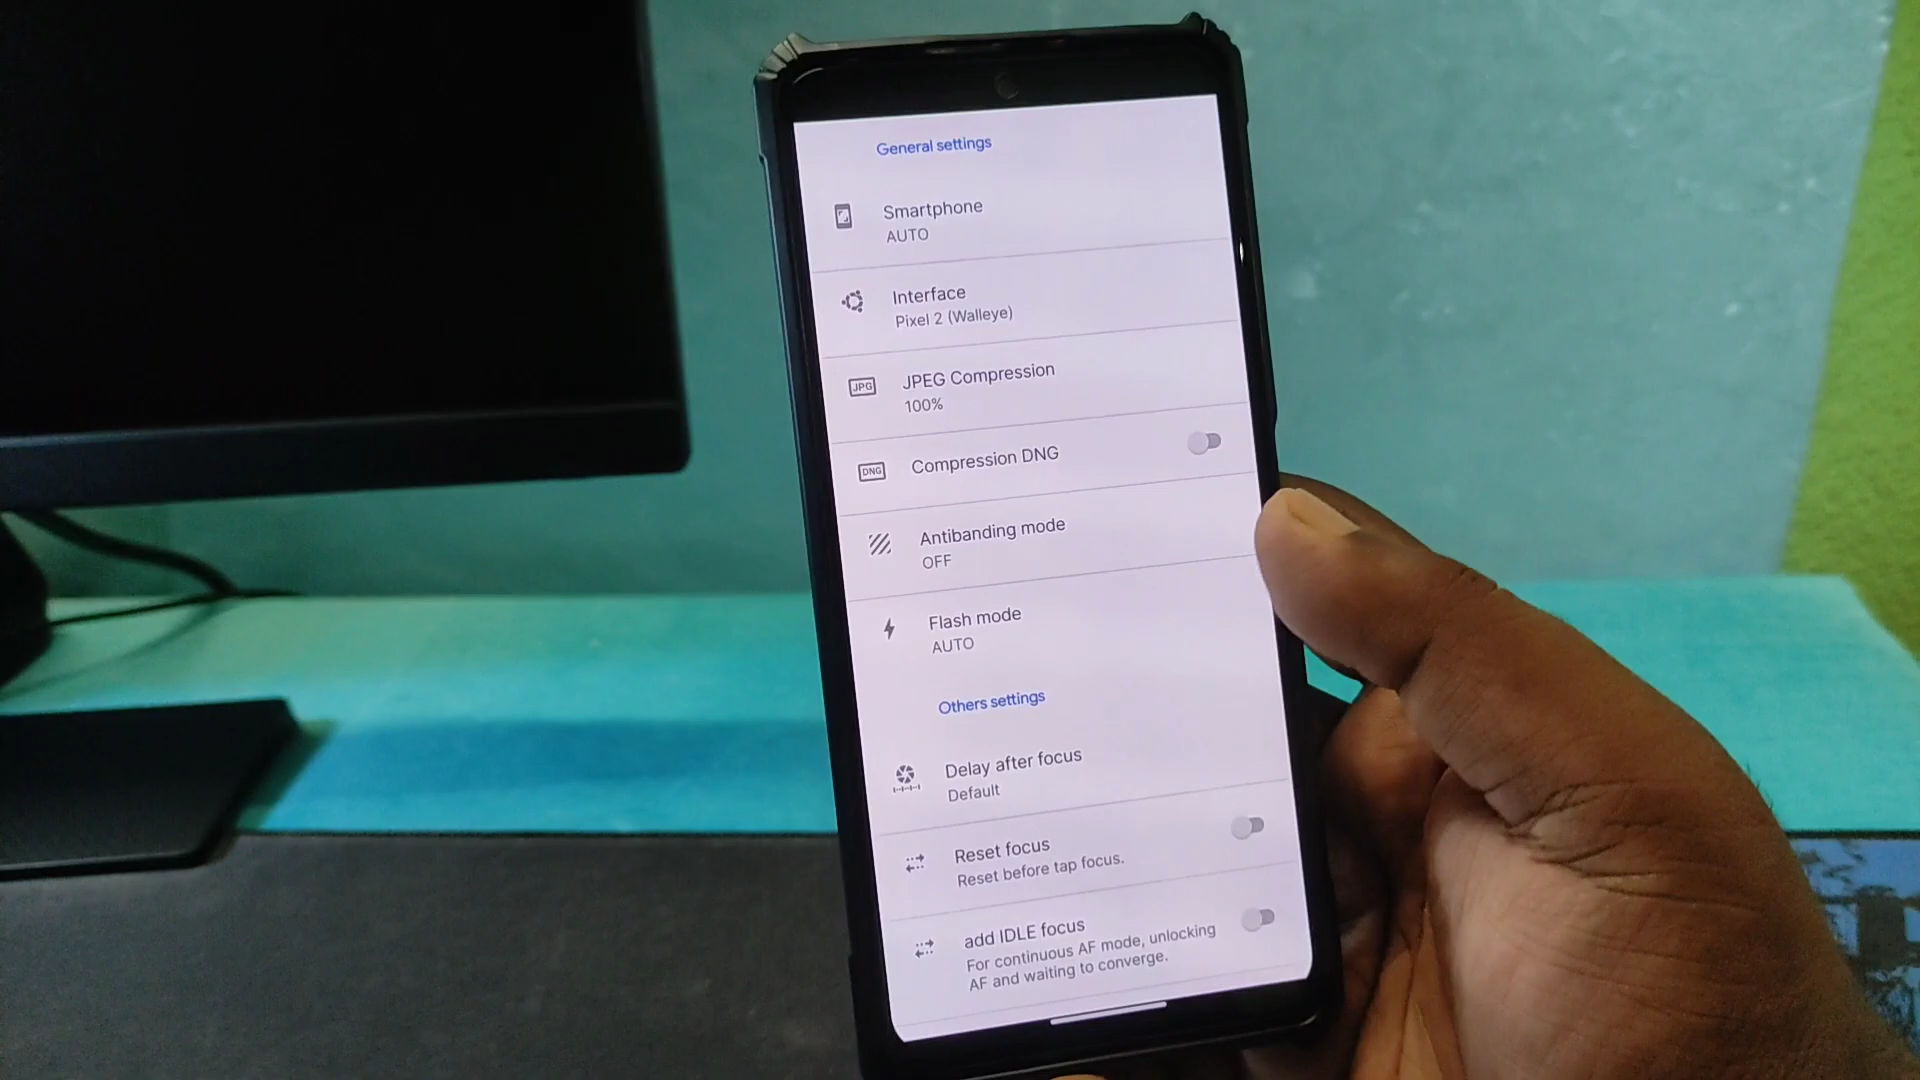 General settings
Smartphone
AUTO
Interface
Pixel 2 (Walleye)
JPG
JPEG Compression
100%
DNG
Compression DNG
Antibanding mode
OFF
Flash mode
AUTO
Others settings
Delay after focus
Default
Reset focus
Reset before tap focus.
add IDLE focus
For continuous AF mode, unlocking
AF and waiting to converge.